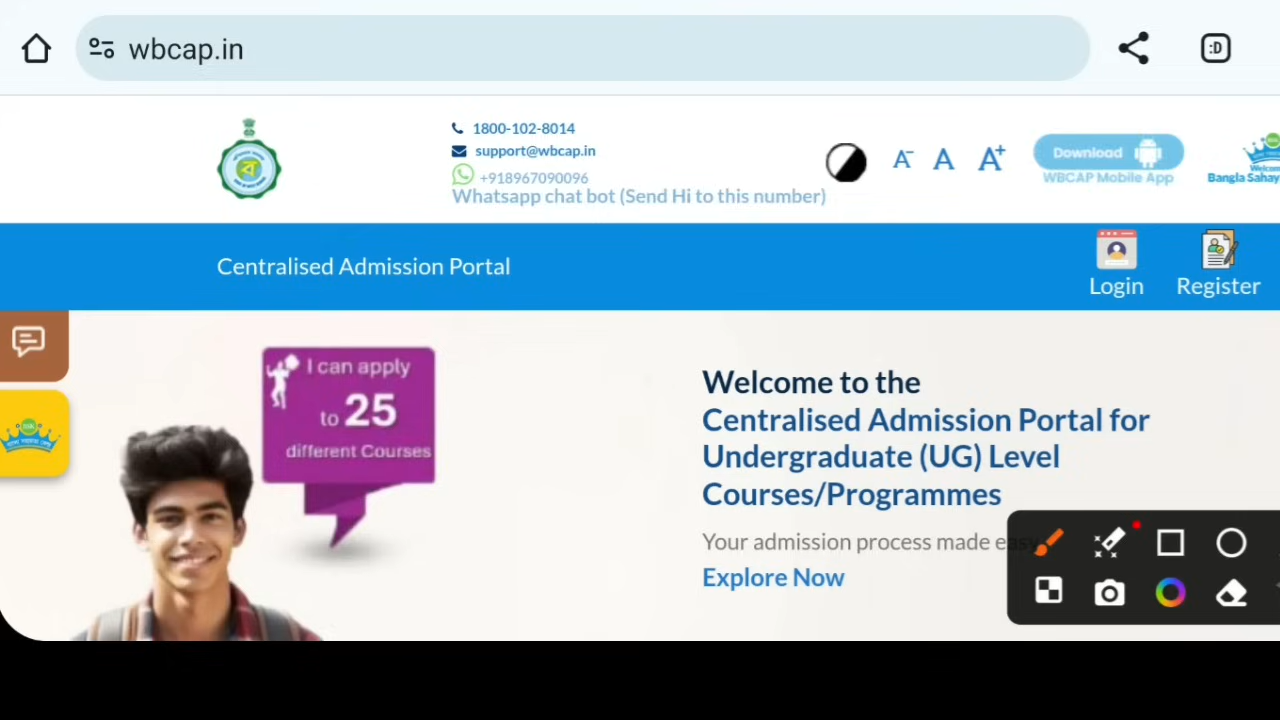 :D
wbcap.in
1800-102-8014
support@wbcap.in
+918967090096
Whatsapp chat bot (Send Hi to this number)
A- A A+
Download
WBCAP Mobile App
Bangla Sahay
Centralised Admission Portal
Login
Register
I can apply
to 25
different Courses
Welcome to the
Centralised Admission Portal for
Undergraduate (UG) Level
Courses/Programmes
Your admission process made easy
Explore Now